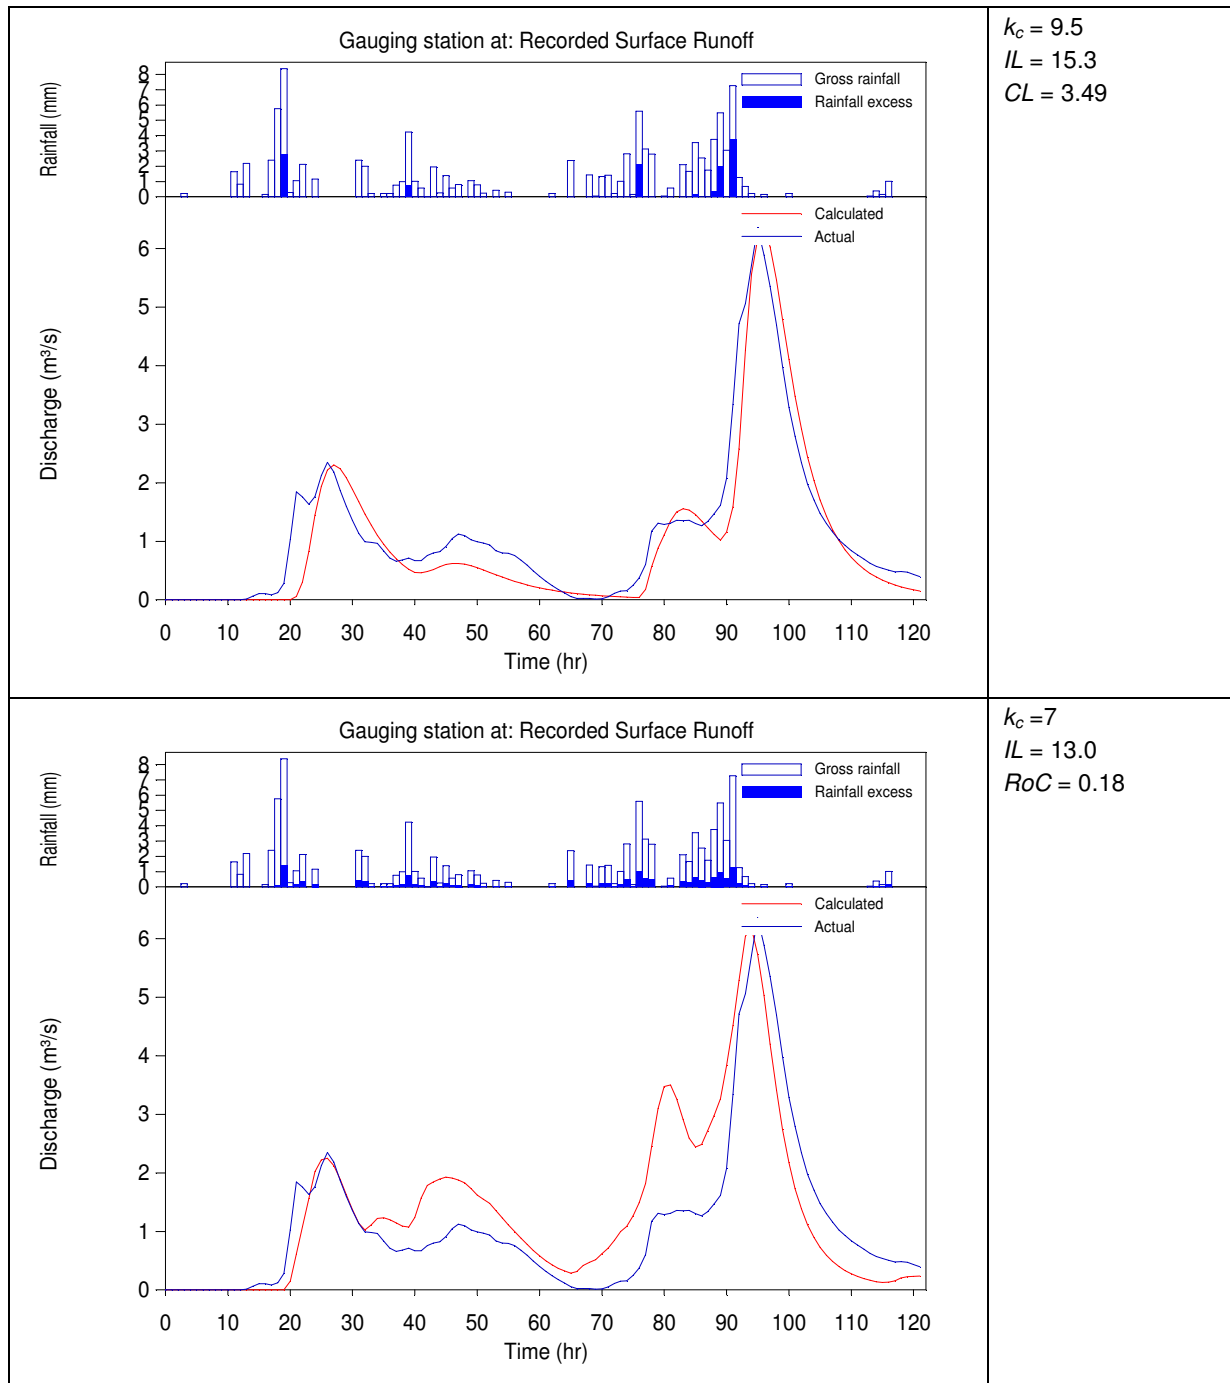 Gauging station at: Recorded Surface Runoff
Rainfall (mm)
8
7
6
5
4
3
2
1
0
Gross rainfall
Rainfall excess
Discharge (m³/s)
6
5
4
3
2
1
0
Calculated
Actual
0 10 20 30 40 50 60 70 80 90 100 110 120
Time (hr)
kc = 9.5
IL = 15.3
CL = 3.49
Gauging station at: Recorded Surface Runoff
Rainfall (mm)
8
7
6
5
4
3
2
1
0
Gross rainfall
Rainfall excess
Discharge (m³/s)
6
5
4
3
2
1
0
Calculated
Actual
0 10 20 30 40 50 60 70 80 90 100 110 120
Time (hr)
kc =7
IL = 13.0
RoC = 0.18